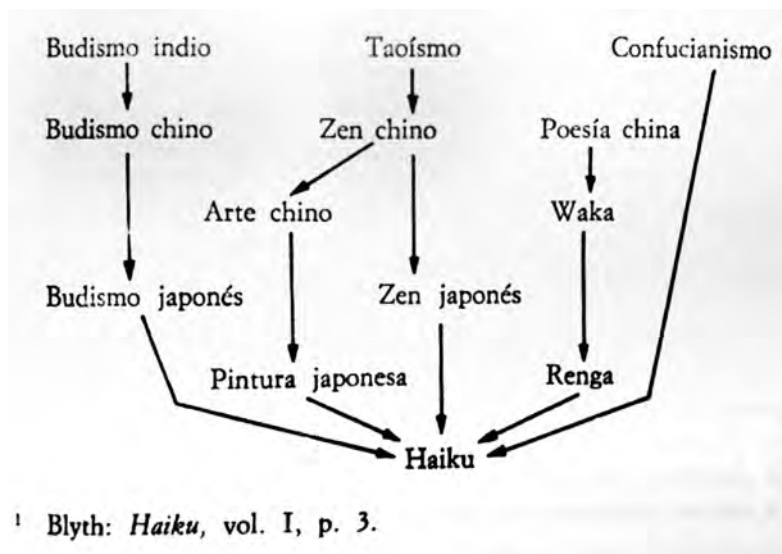 Budismo indio Taoísmo Confucianismo
Budismo chino Zen chino Poesía china
Arte chino Waka
Budismo japonés Zen japonés
Pintura japonesa Renga
Haiku
¹ Blyth: Haiku, vol. I, p. 3.